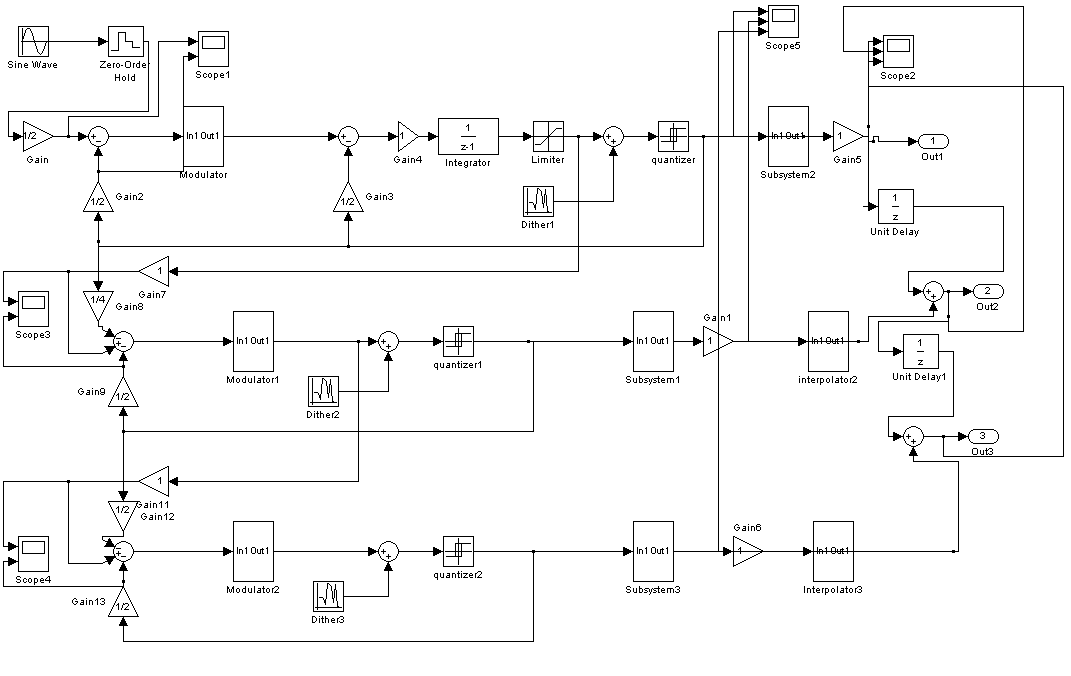 Sine Wave
Zero-Order
Hold
Scope1
Scope5
Scope2
1/2
Gain
In1 Out1
Modulator
1
Gain4
1
z-1
Integrator
Limiter
quantizer
In1 Out1
Subsystem2
1
Gain5
1
Out1
1/2
Gain2
1/2
Gain3
Dither1
1
z
Unit Delay
1
Gain7
1/4
Gain8
Scope3
2
Out2
In1 Out1
Modulator1
quantizer1
In1 Out1
Subsystem1
Gain1
1
In1 Out1
interpolator2
1
z
Unit Delay1
1/2
Gain9
Dither2
3
Out3
1
Gain11
1/2
Gain12
Scope4
In1 Out1
Modulator2
quantizer2
In1 Out1
Subsystem3
Gain6
1
In1 Out1
Interpolator3
1/2
Gain13
Dither3